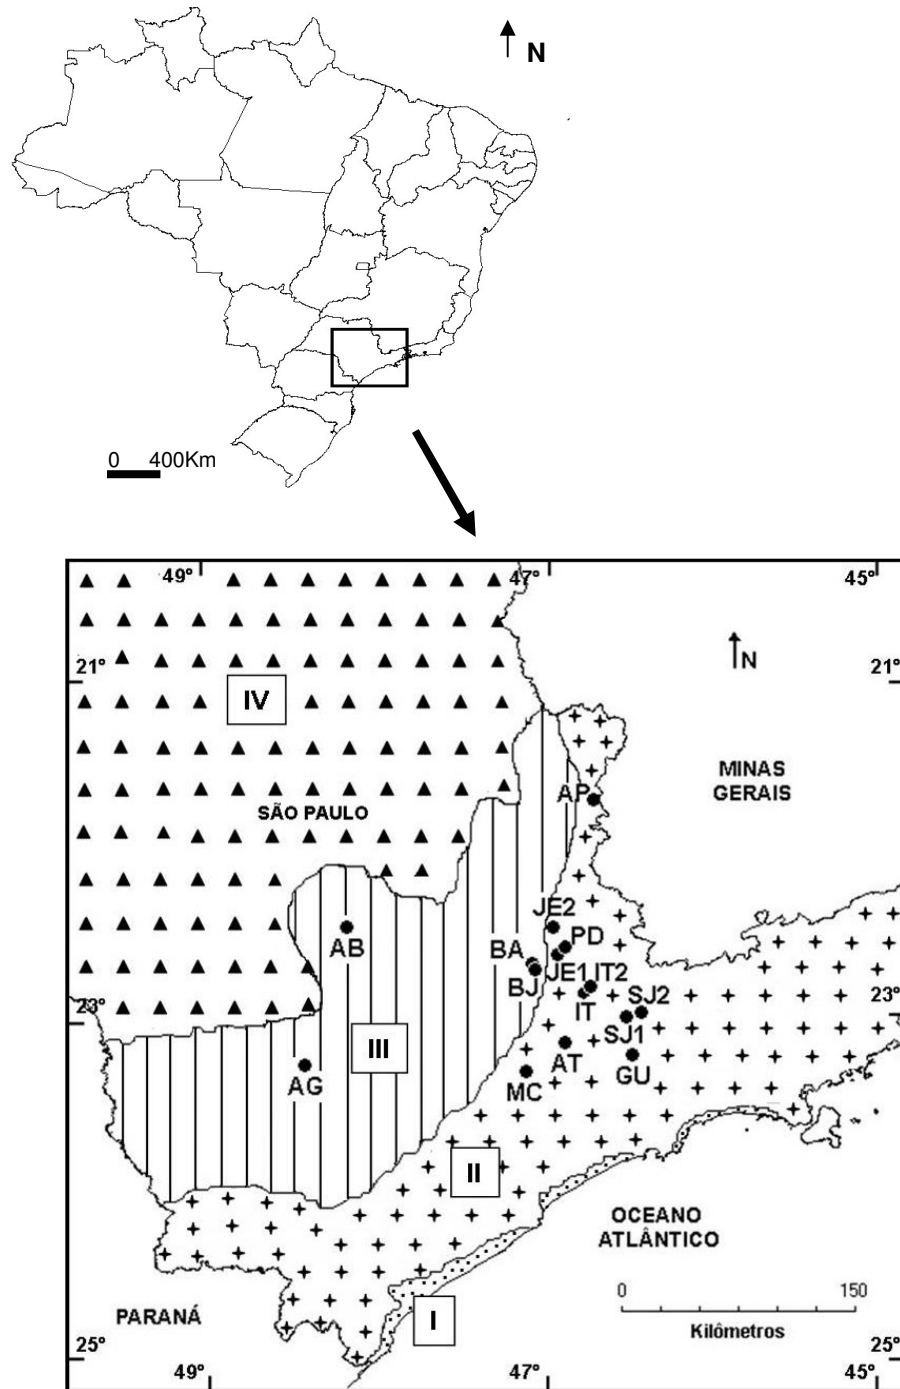 N
0 400Km
49° 47° 45°
N
21° 21°
IV
MINAS
GERAIS
AP
SÃO PAULO
JE2
AB
PD
BA
JE1 IT2
BJ
SJ2
23° 23°
IT
SJ1
III
AT
AG
GU
MC
II
OCEANO
ATLÂNTICO
0 150
PARANÁ
I
Kilômetros
25° 25°
49° 47° 45°